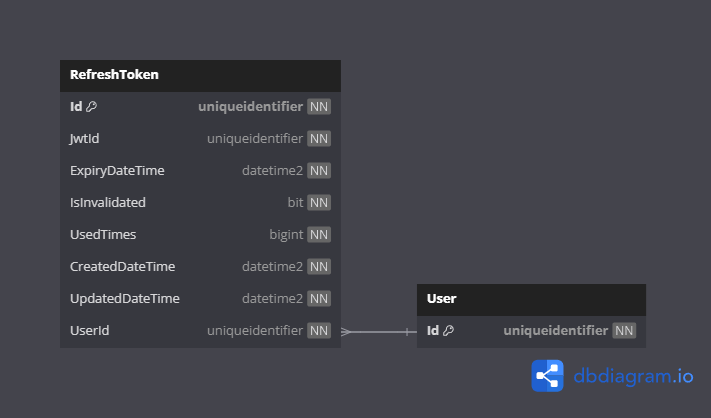 RefreshToken
Id uniqueidentifier NN
JwtId uniqueidentifier NN
ExpiryDateTime datetime2 NN
IsInvalidated bit NN
UsedTimes bigint NN
CreatedDateTime datetime2 NN
UpdatedDateTime datetime2 NN
UserId uniqueidentifier NN
User
Id uniqueidentifier NN
dbdiagram.io